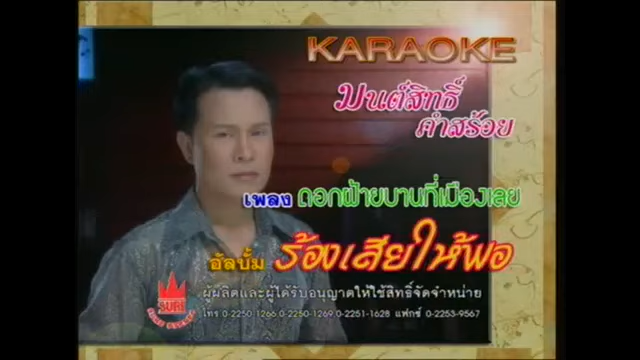 KARAOKE
มนต์สิทธิ์
คำสร้อย
เพลง ดอกฝ้ายบานที่เมืองเลย
อัลบั้ม ร้องเสียให้พอ
SURE
ผู้ผลิตและผู้ได้รับอนุญาตให้ใช้สิทธิ์จัดจำหน่าย
โทร 0-2250-1266 0-2250-1269 0-2251-1628 แฟกซ์ 0-2253-9567